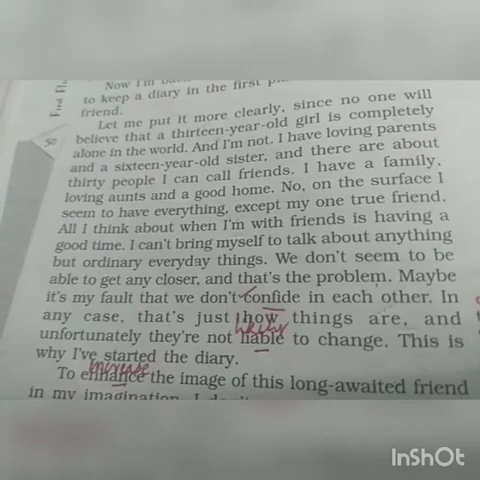 Now I'm back
to keep a diary in the first
friend.
Let me put it more clearly, since no one will
believe that a thirteen-year-old girl is completely
alone in the world. And I'm not. I have loving parents
and a sixteen-year-old sister, and there are about
thirty people I can call friends. I have a family,
loving aunts and a good home. No, on the surface I
seem to have everything, except my one true friend.
All I think about when I'm with friends is having a
good time. I can't bring myself to talk about anything
but ordinary everyday things. We don't seem to be
able to get any closer, and that's the problem. Maybe
it's my fault that we don't confide in each other. In
any case, that's just how things are, and
likely
unfortunately they're not liable to change. This is
why I've started the diary.
increase
To enhance the image of this long-awaited friend
in my imagination, I don't
50
InShOt